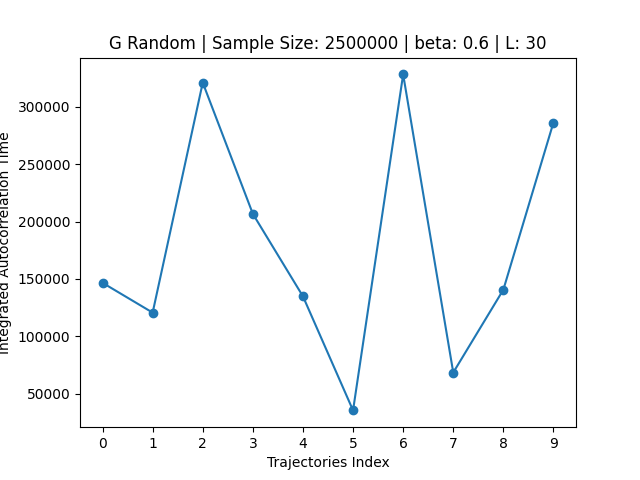 G Random | Sample Size: 2500000 | beta: 0.6 | L: 30
Integrated Autocorrelation Time
300000
250000
200000
150000
100000
50000
0 1 2 3 4 5 6 7 8 9
Trajectories Index